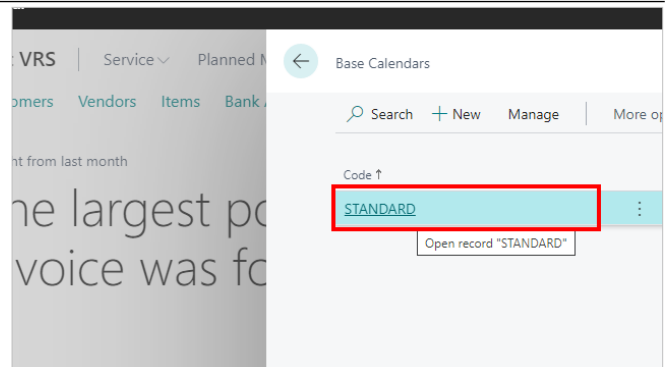 VRS Service Planned
Customers Vendors Items Bank
nt from last month
he largest po
voice was fo
Base Calendars
Search + New Manage More op
Code ↑
STANDARD
Open record "STANDARD"